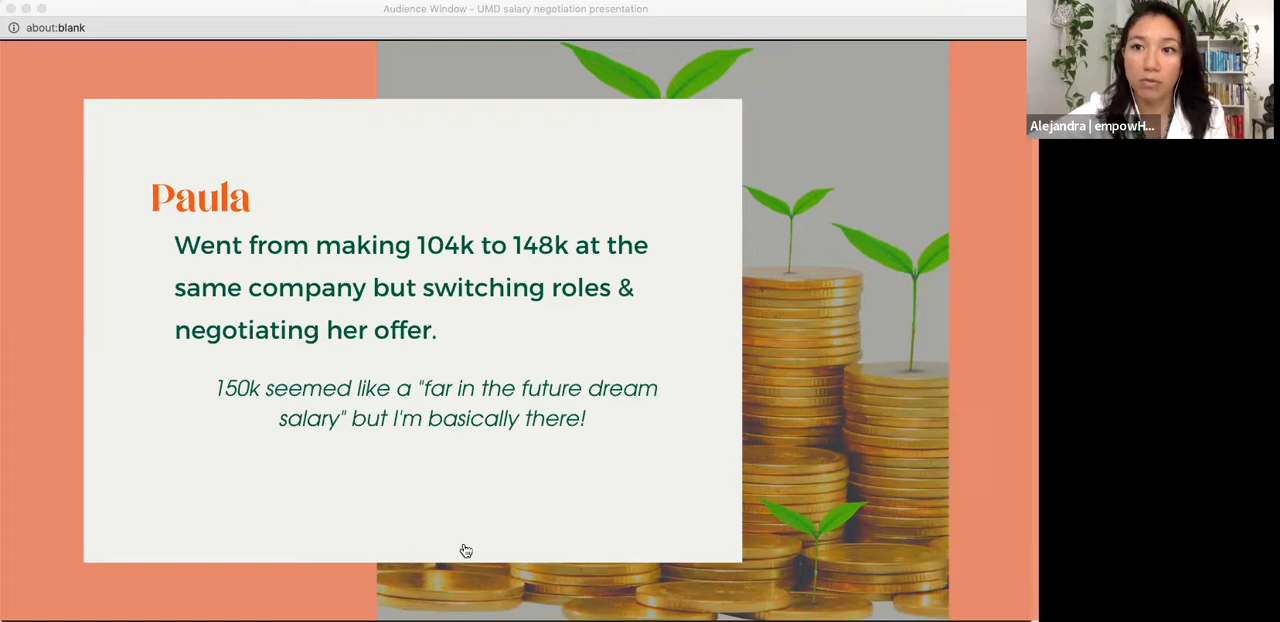 Audience Window - UMD salary negotiation presentation
about:blank
Alejandra | empowH...
Paula
Went from making 104k to 148k at the
same company but switching roles &
negotiating her offer.
150k seemed like a "far in the future dream
salary" but I'm basically there!